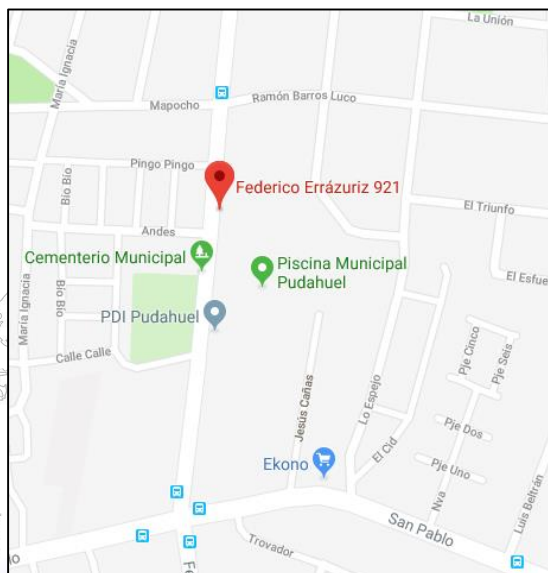 La Unión
María Ignacia
Mapocho
Ramón Barros Luco
Pingo Pingo
Federico Errázuriz 921
Bío Bío
El Triunfo
Andes
Cementerio Municipal
Piscina Municipal
Pudahuel
El Esfue
Bío Bío
María Ignacia
PDI Pudahuel
Calle Calle
Pje Cinco
Pje Seis
Jesús Cañas
Lo Espejo
Pje Dos
El Cid
Ekono
Pje Uno
Nva
Luis Beltrán
San Pablo
Trovador
lo
Fe